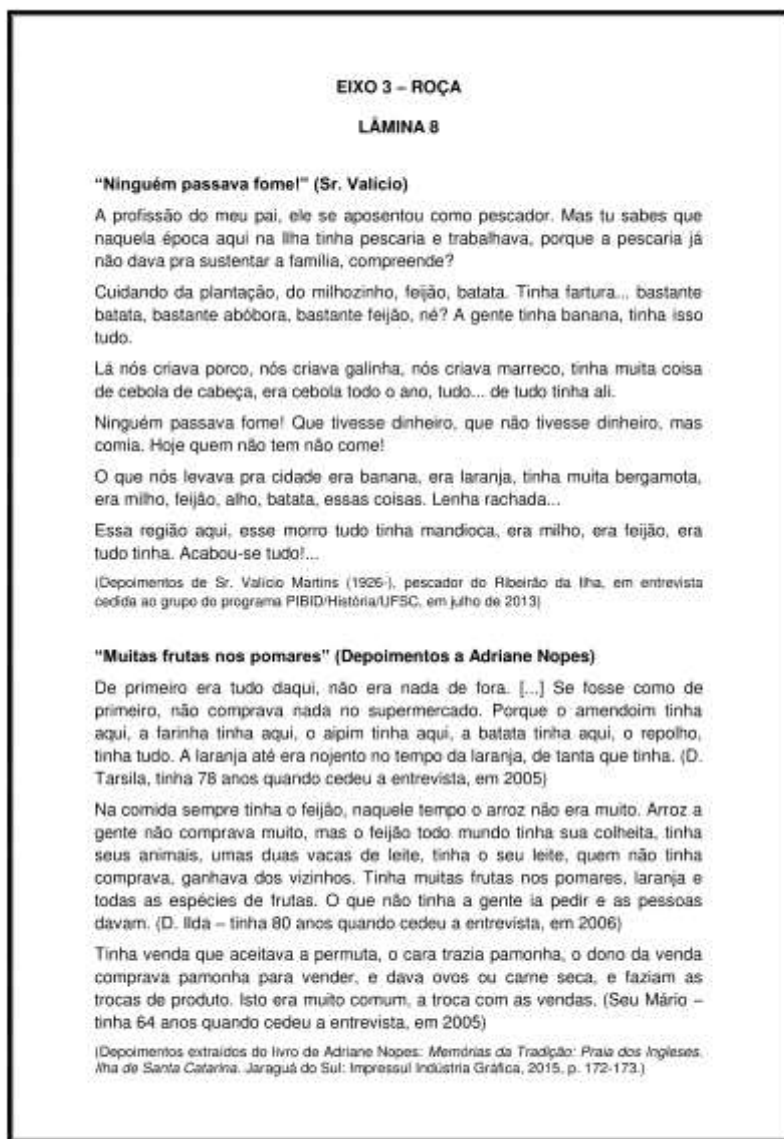 EIXO 3 – ROÇA
LÂMINA 8
“Ninguém passava fome!” (Sr. Valício)
A profissão do meu pai, ele se aposentou como pescador. Mas tu sabes que
naquela época aqui na Ilha tinha pescaria e trabalhava, porque a pescaria já
não dava pra sustentar a família, compreende?
Cuidando da plantação, do milhozinho, feijão, batata. Tinha fartura... bastante
batata, bastante abóbora, bastante feijão, né? A gente tinha banana, tinha isso
tudo.
Lá nós criava porco, nós criava galinha, nós criava marreco, tinha muita coisa
de cebola de cabeça, era cebola todo o ano, tudo... de tudo tinha ali.
Ninguém passava fome! Que tivesse dinheiro, que não tivesse dinheiro, mas
comia. Hoje quem não tem não come!
O que nós levava pra cidade era banana, era laranja, tinha muita bergamota,
era milho, feijão, alho, batata, essas coisas. Lenha rachada...
Essa região aqui, esse morro tudo tinha mandioca, era milho, era feijão, era
tudo tinha. Acabou-se tudo!...
(Depoimentos de Sr. Valício Martins (1926-), pescador do Ribeirão da Ilha, em entrevista
cedida ao grupo do programa PIBID/História/UFSC, em julho de 2013)
“Muitas frutas nos pomares” (Depoimentos a Adriane Nopes)
De primeiro era tudo daqui, não era nada de fora. [...] Se fosse como de
primeiro, não comprava nada no supermercado. Porque o amendoim tinha
aqui, a farinha tinha aqui, o aipim tinha aqui, a batata tinha aqui, o repolho,
tinha tudo. A laranja até era nojento no tempo da laranja, de tanta que tinha. (D.
Tarsila, tinha 78 anos quando cedeu a entrevista, em 2005)
Na comida sempre tinha o feijão, naquele tempo o arroz não era muito. Arroz a
gente não comprava muito, mas o feijão todo mundo tinha sua colheita, tinha
seus animais, umas duas vacas de leite, tinha o seu leite, quem não tinha
comprava, ganhava dos vizinhos. Tinha muitas frutas nos pomares, laranja e
todas as espécies de frutas. O que não tinha a gente ia pedir e as pessoas
davam. (D. Ilda – tinha 80 anos quando cedeu a entrevista, em 2006)
Tinha venda que aceitava a permuta, o cara trazia pamonha, o dono da venda
comprava pamonha para vender, e dava ovos ou carne seca, e faziam as
trocas de produto. Isto era muito comum, a troca com as vendas. (Seu Mário –
tinha 64 anos quando cedeu a entrevista, em 2005)
(Depoimentos extraídos do livro de Adriane Nopes: Memórias da Tradição: Praia dos Ingleses,
Ilha de Santa Catarina. Jaraguá do Sul: Impressul Indústria Gráfica, 2015, p. 172-173.)